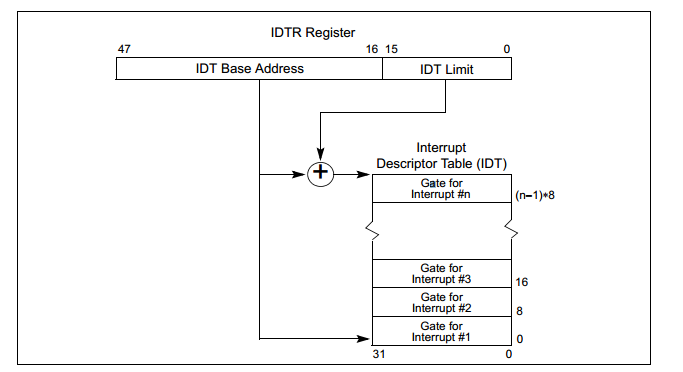 IDTR Register
47 16 15 0
IDT Base Address IDT Limit
+
Interrupt
Descriptor Table (IDT)
Gate for
Interrupt #n
(n−1)∗8
Gate for
Interrupt #3
16
Gate for
Interrupt #2
8
Gate for
Interrupt #1
0
31 0